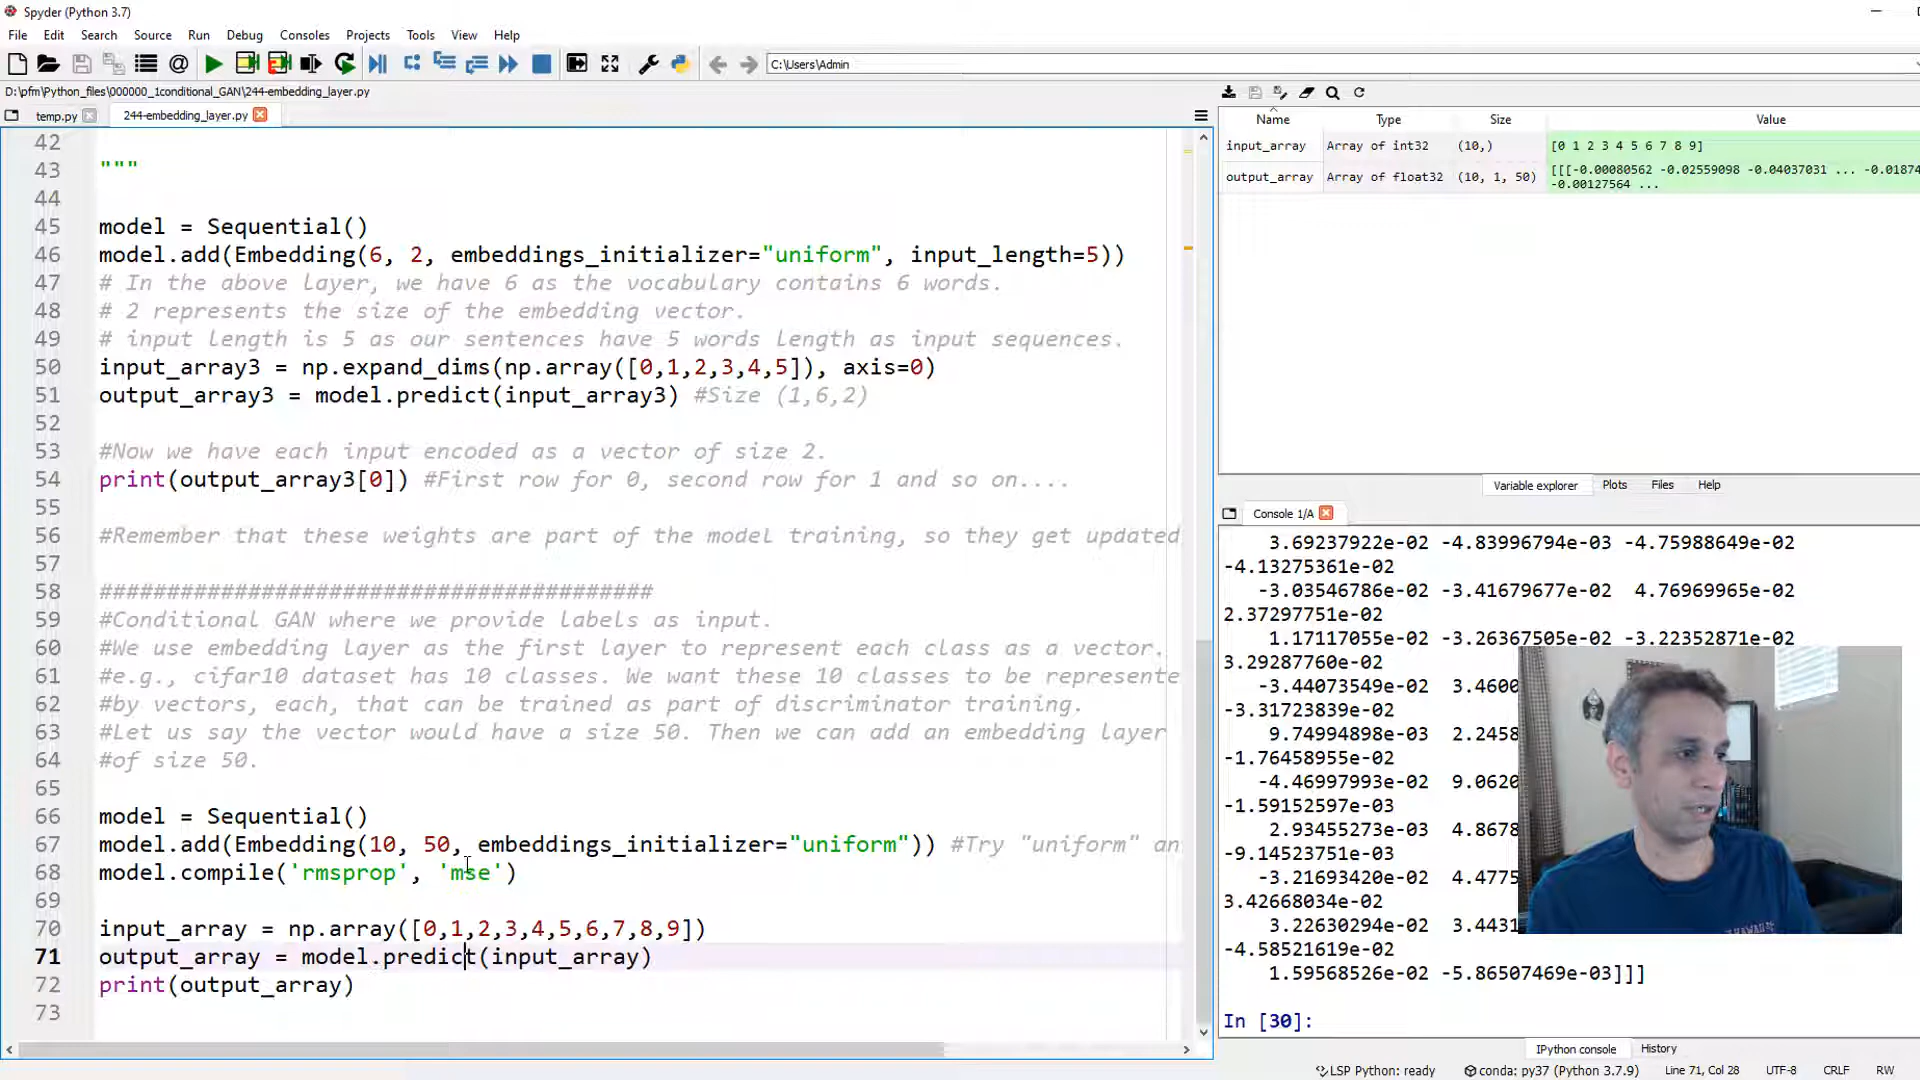 Spyder (Python 3.7)
File Edit Search Source Run Debug Consoles Projects Tools View Help
C:\Users\Admin
D:\pfm\Python_files\000000_1conditional_GAN\244-embedding_layer.py
temp.py 244-embedding_layer.py
42
43 """
44
45 model = Sequential()
46 model.add(Embedding(6, 2, embeddings_initializer="uniform", input_length=5))
47 # In the above layer, we have 6 as the vocabulary contains 6 words.
48 # 2 represents the size of the embedding vector.
49 # input length is 5 as our sentences have 5 words length as input sequences.
50 input_array3 = np.expand_dims(np.array([0,1,2,3,4,5]), axis=0)
51 output_array3 = model.predict(input_array3) #Size (1,6,2)
52
53 #Now we have each input encoded as a vector of size 2.
54 print(output_array3[0]) #First row for 0, second row for 1 and so on....
55
56 #Remember that these weights are part of the model training, so they get updated
57
58 #########################################
59 #Conditional GAN where we provide labels as input.
60 #We use embedding layer as the first layer to represent each class as a vector.
61 #e.g., cifar10 dataset has 10 classes. We want these 10 classes to be represente
62 #by vectors, each, that can be trained as part of discriminator training.
63 #Let us say the vector would have a size 50. Then we can add an embedding layer
64 #of size 50.
65
66 model = Sequential()
67 model.add(Embedding(10, 50, embeddings_initializer="uniform")) #Try "uniform" an
68 model.compile('rmsprop', 'mse')
69
70 input_array = np.array([0,1,2,3,4,5,6,7,8,9])
71 output_array = model.predict(input_array)
72 print(output_array)
73
Name Type Size Value
input_array Array of int32 (10,) [0 1 2 3 4 5 6 7 8 9]
output_array Array of float32 (10, 1, 50) [[[-0.00080562 -0.02559098 -0.04037031 ... -0.01874
-0.00127564 ...
Variable explorer Plots Files Help
Console 1/A
3.69237922e-02 -4.83996794e-03 -4.75988649e-02
-4.13275361e-02
-3.03546786e-02 -3.41679677e-02 4.76969965e-02
2.37297751e-02
1.17117055e-02 -3.26367505e-02 -3.22352871e-02
3.29287760e-02
-3.44073549e-02 3.4600
-3.31723839e-02
9.74994898e-03 2.2458
-1.76458955e-02
-4.46997993e-02 9.0620
-1.59152597e-03
2.93455273e-02 4.8678
-9.14523751e-03
-3.21693420e-02 4.4775
3.42668034e-02
3.22630294e-02 3.4431
-4.58521619e-02
1.59568526e-02 -5.86507469e-03]]]
In [30]:
IPython console History
LSP Python: ready conda: py37 (Python 3.7.9) Line 71, Col 28 UTF-8 CRLF RW